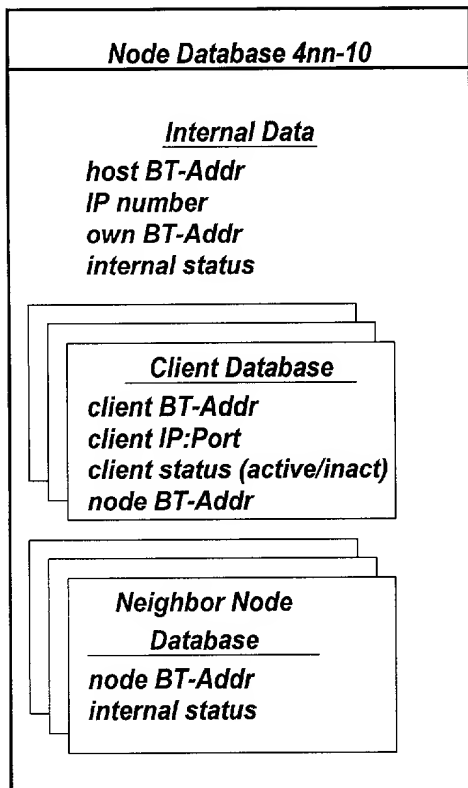 Node Database 4nn-10
Internal Data
host BT-Addr
IP number
own BT-Addr
internal status
Client Database
client BT-Addr
client IP:Port
client status (active/inact)
node BT-Addr
Neighbor Node
Database
node BT-Addr
internal status